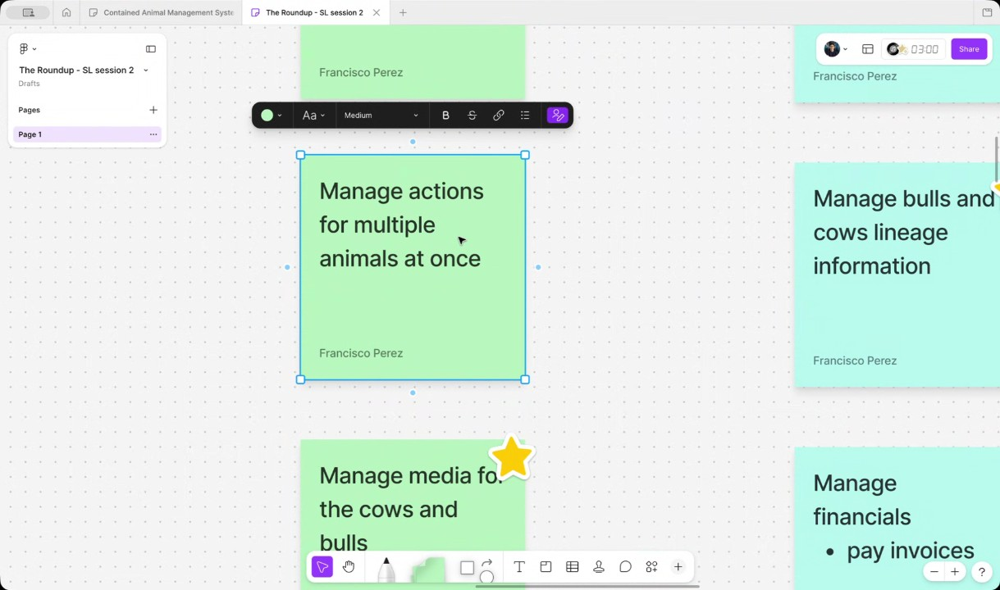 Contained Animal Management Syste
The Roundup - SL session 2
The Roundup - SL session 2
Drafts
Pages
Page 1
03:00
Share
Francisco Perez
Francisco Perez
Aa
Medium
B
S
Manage actions
for multiple
animals at once
Francisco Perez
Manage bulls and
cows lineage
information
Francisco Perez
Manage media for
the cows and
bulls
Manage
financials
• pay invoices
T
?